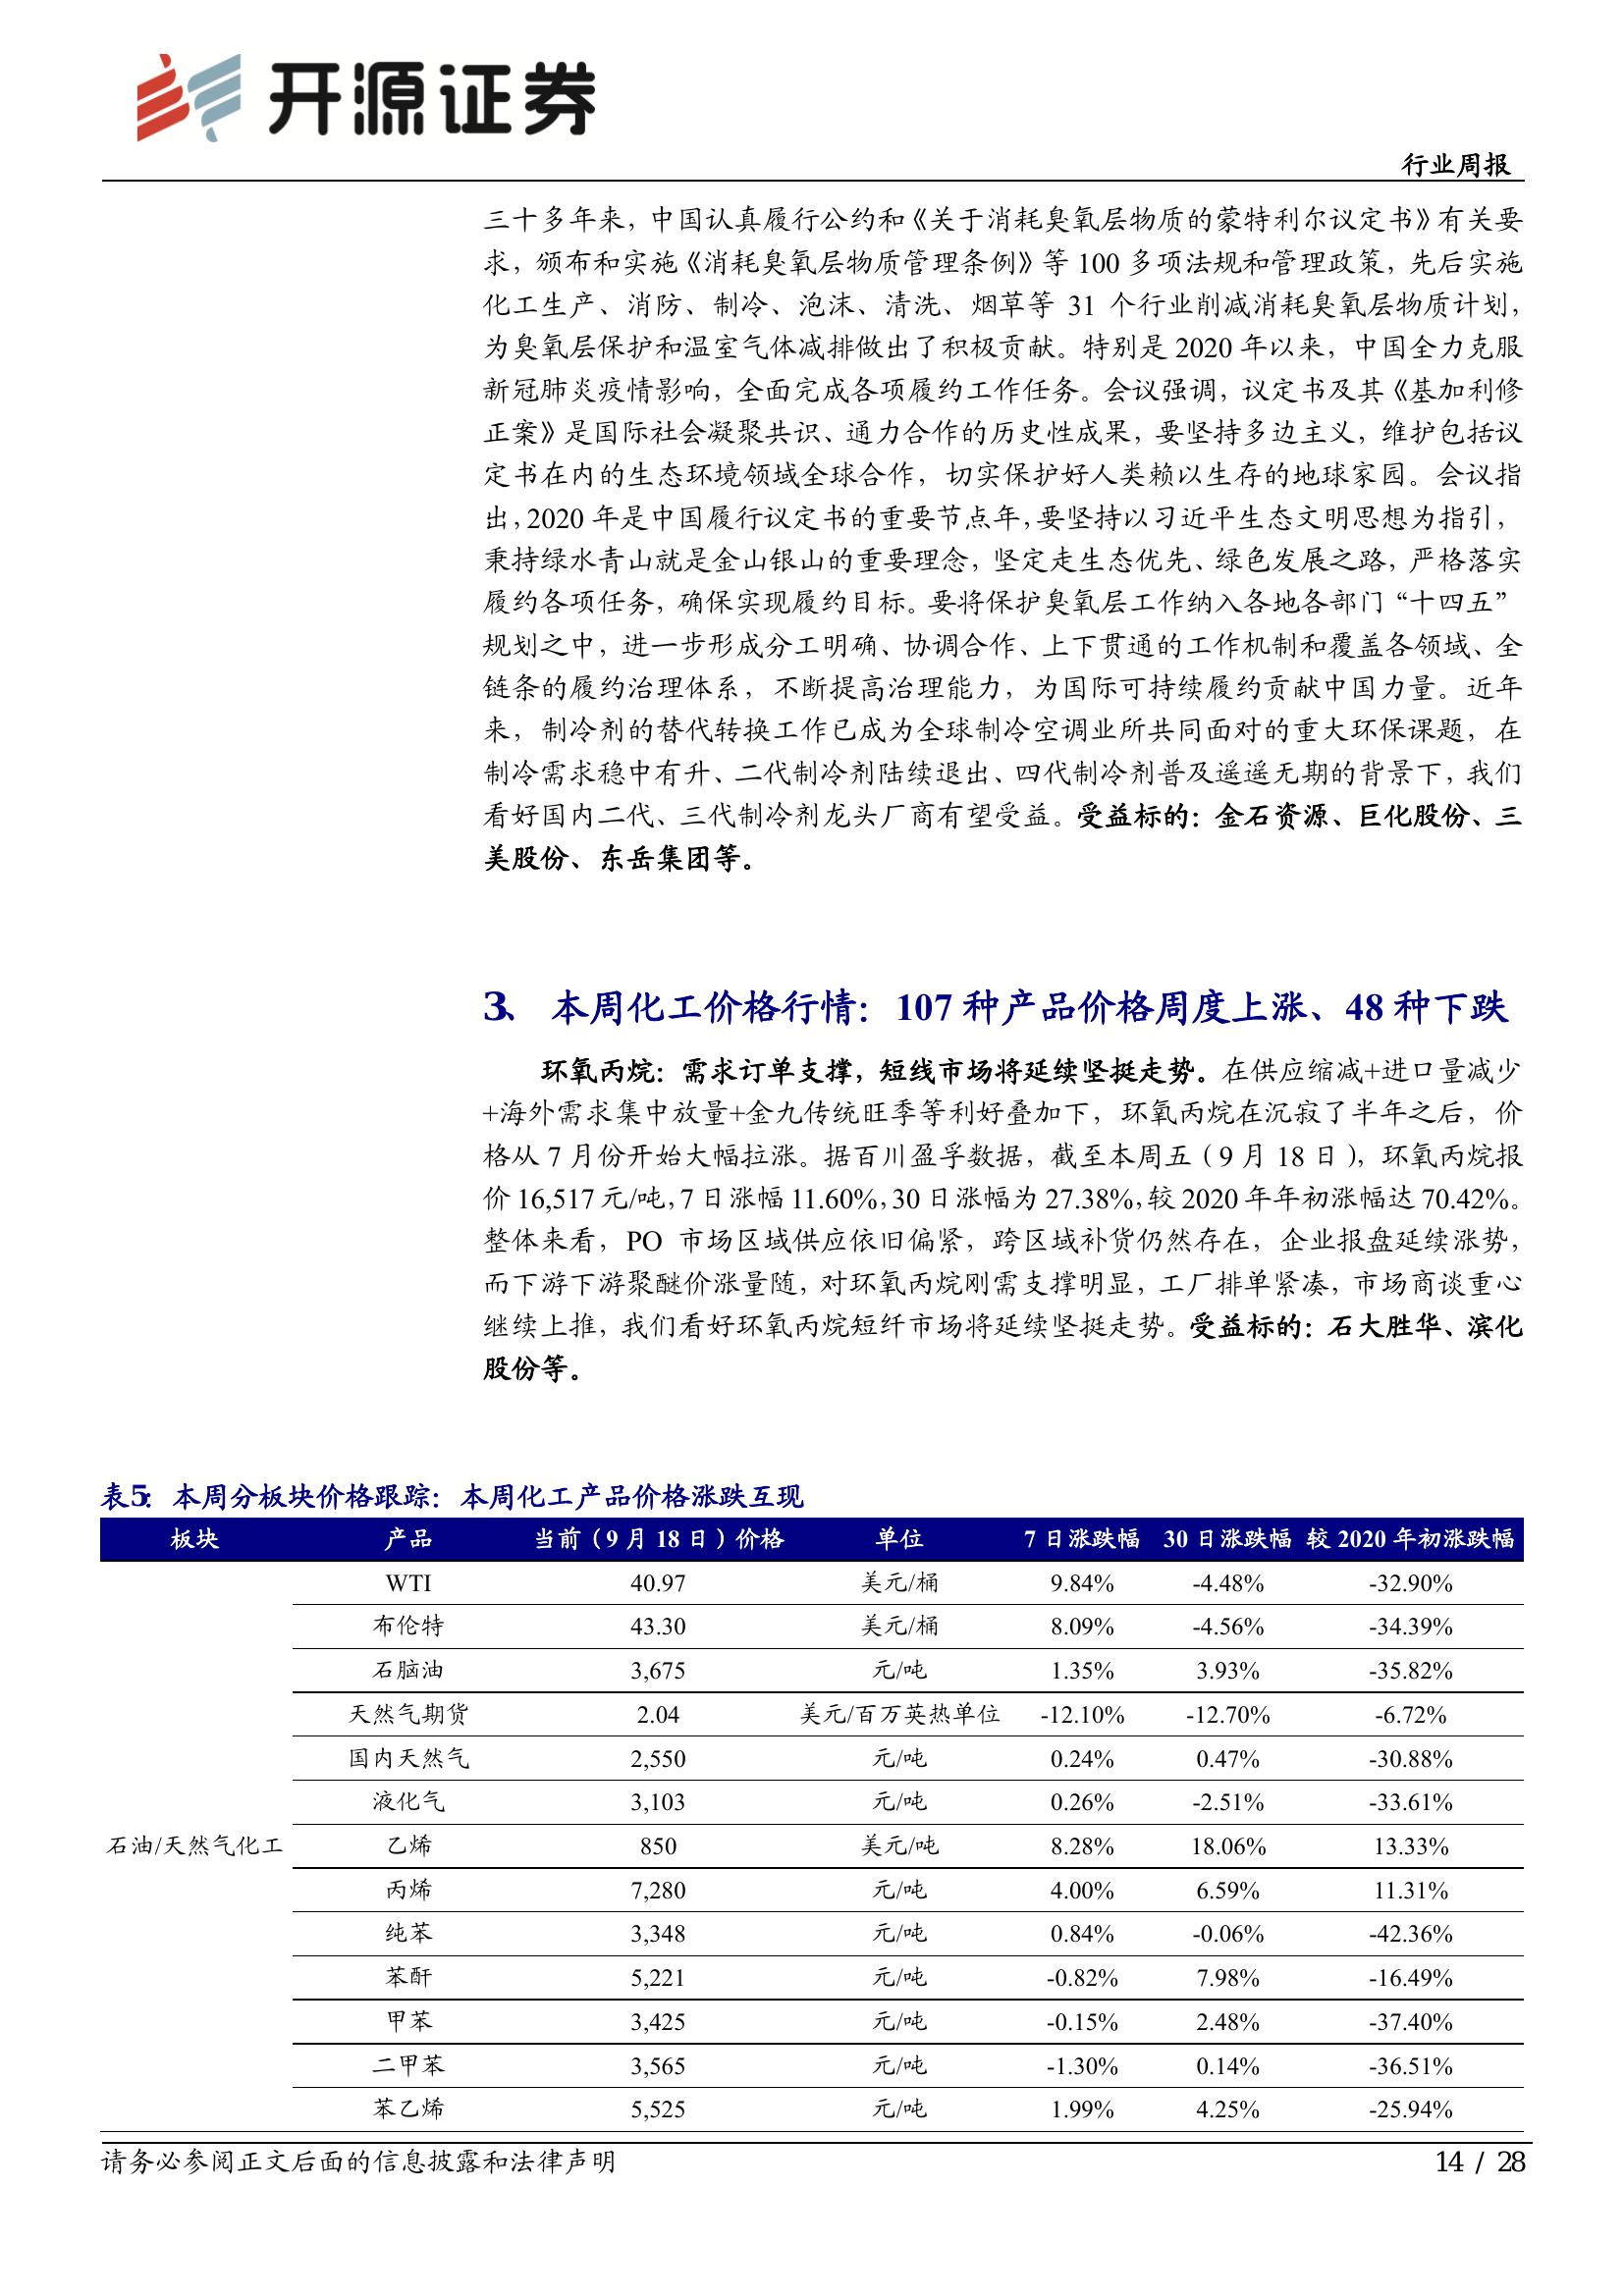 开源证券
行业周报
三十多年来，中国认真履行公约和《关于消耗臭氧层物质的蒙特利尔议定书》有关要
求，颁布和实施《消耗臭氧层物质管理条例》等 100 多项法规和管理政策，先后实施
化工生产、消防、制冷、泡沫、清洗、烟草等 31 个行业削减消耗臭氧层物质计划，
为臭氧层保护和温室气体减排做出了积极贡献。特别是 2020 年以来，中国全力克服
新冠肺炎疫情影响，全面完成各项履约工作任务。会议强调，议定书及其《基加利修
正案》是国际社会凝聚共识、通力合作的历史性成果，要坚持多边主义，维护包括议
定书在内的生态环境领域全球合作，切实保护好人类赖以生存的地球家园。会议指
出，2020 年是中国履行议定书的重要节点年，要坚持以习近平生态文明思想为指引，
秉持绿水青山就是金山银山的重要理念，坚定走生态优先、绿色发展之路，严格落实
履约各项任务，确保实现履约目标。要将保护臭氧层工作纳入各地各部门“十四五”
规划之中，进一步形成分工明确、协调合作、上下贯通的工作机制和覆盖各领域、全
链条的履约治理体系，不断提高治理能力，为国际可持续履约贡献中国力量。近年
来，制冷剂的替代转换工作已成为全球制冷空调业所共同面对的重大环保课题，在
制冷需求稳中有升、二代制冷剂陆续退出、四代制冷剂普及遥遥无期的背景下，我们
看好国内二代、三代制冷剂龙头厂商有望受益。受益标的：金石资源、巨化股份、三
美股份、东岳集团等。
3、 本周化工价格行情：107 种产品价格周度上涨、48 种下跌
环氧丙烷：需求订单支撑，短线市场将延续坚挺走势。在供应缩减+进口量减少
+海外需求集中放量+金九传统旺季等利好叠加下，环氧丙烷在沉寂了半年之后，价
格从 7 月份开始大幅拉涨。据百川盈孚数据，截至本周五（9 月 18 日），环氧丙烷报
价 16,517 元/吨，7 日涨幅 11.60%，30 日涨幅为 27.38%，较 2020 年年初涨幅达 70.42%。
整体来看，PO 市场区域供应依旧偏紧，跨区域补货仍然存在，企业报盘延续涨势，
而下游下游聚醚价涨量随，对环氧丙烷刚需支撑明显，工厂排单紧凑，市场商谈重心
继续上推，我们看好环氧丙烷短纤市场将延续坚挺走势。受益标的：石大胜华、滨化
股份等。
表5：本周分板块价格跟踪：本周化工产品价格涨跌互现
板块 产品 当前（9 月 18 日）价格 单位 7 日涨跌幅 30 日涨跌幅 较 2020 年初涨跌幅
WTI 40.97 美元/桶 9.84% -4.48% -32.90%
布伦特 43.30 美元/桶 8.09% -4.56% -34.39%
石脑油 3,675 元/吨 1.35% 3.93% -35.82%
天然气期货 2.04 美元/百万英热单位 -12.10% -12.70% -6.72%
国内天然气 2,550 元/吨 0.24% 0.47% -30.88%
液化气 3,103 元/吨 0.26% -2.51% -33.61%
石油/天然气化工 乙烯 850 美元/吨 8.28% 18.06% 13.33%
丙烯 7,280 元/吨 4.00% 6.59% 11.31%
纯苯 3,348 元/吨 0.84% -0.06% -42.36%
苯酐 5,221 元/吨 -0.82% 7.98% -16.49%
甲苯 3,425 元/吨 -0.15% 2.48% -37.40%
二甲苯 3,565 元/吨 -1.30% 0.14% -36.51%
苯乙烯 5,525 元/吨 1.99% 4.25% -25.94%
请务必参阅正文后面的信息披露和法律声明 14 / 28